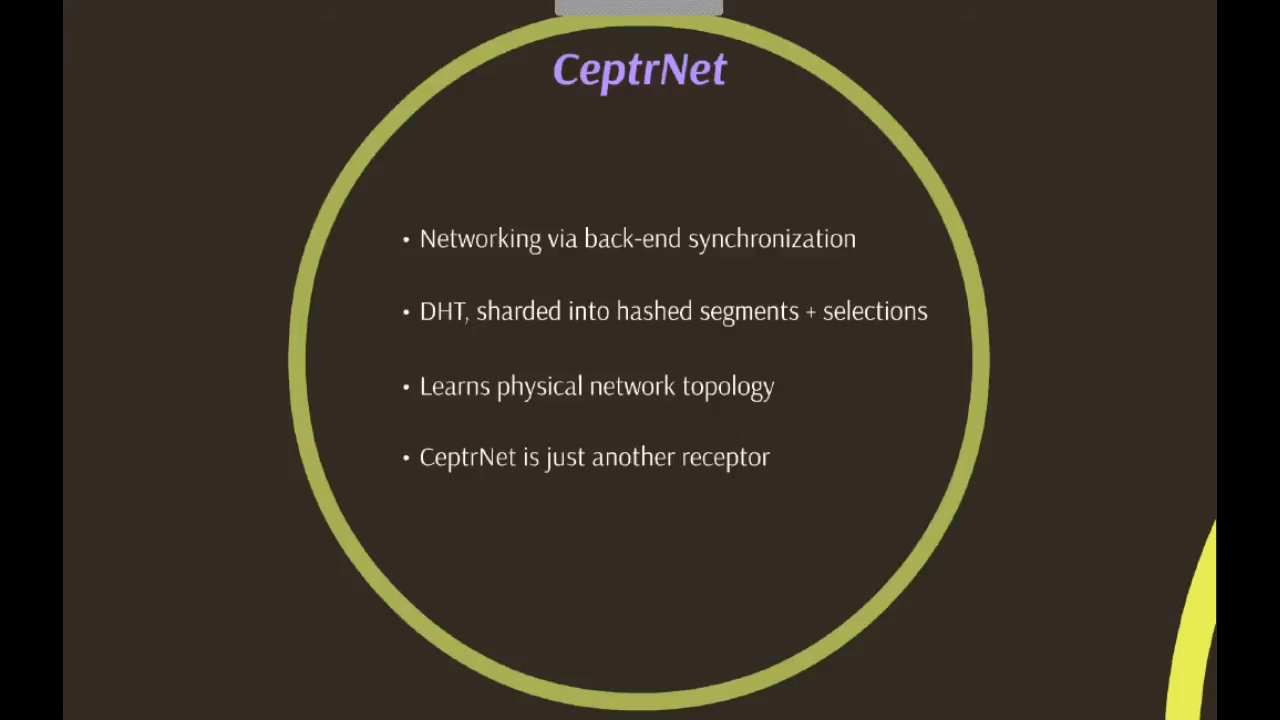 CeptrNet
• Networking via back-end synchronization
• DHT, sharded into hashed segments + selections
• Learns physical network topology
• CeptrNet is just another receptor